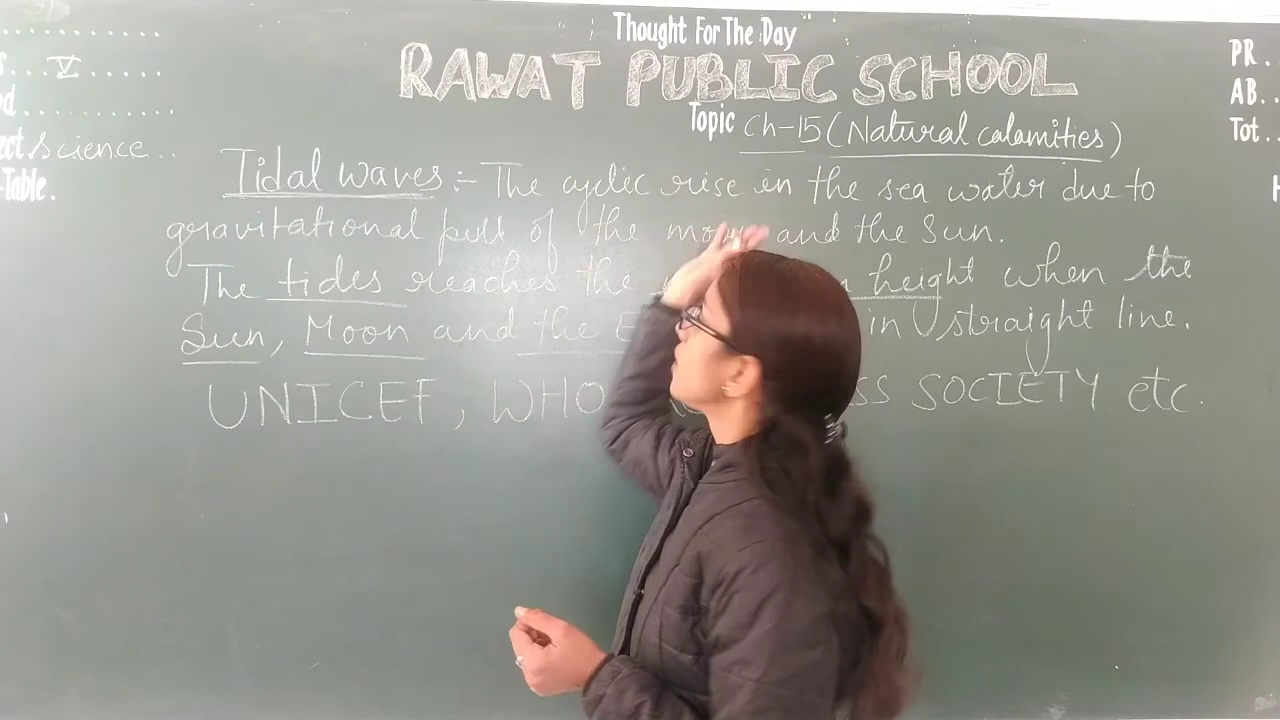 Thought For The Day
RAWAT PUBLIC SCHOOL
Topic Ch-15 (Natural calamities)
V
Science
Table.
PR.
AB.
Tot.
Tidal waves :- The cyclic rise in the sea water due to
gravitational pull of the moon and the Sun.
The tides reaches the height when the
Sun, Moon and the in straight line.
UNICEF, WHO SOCIETY etc.